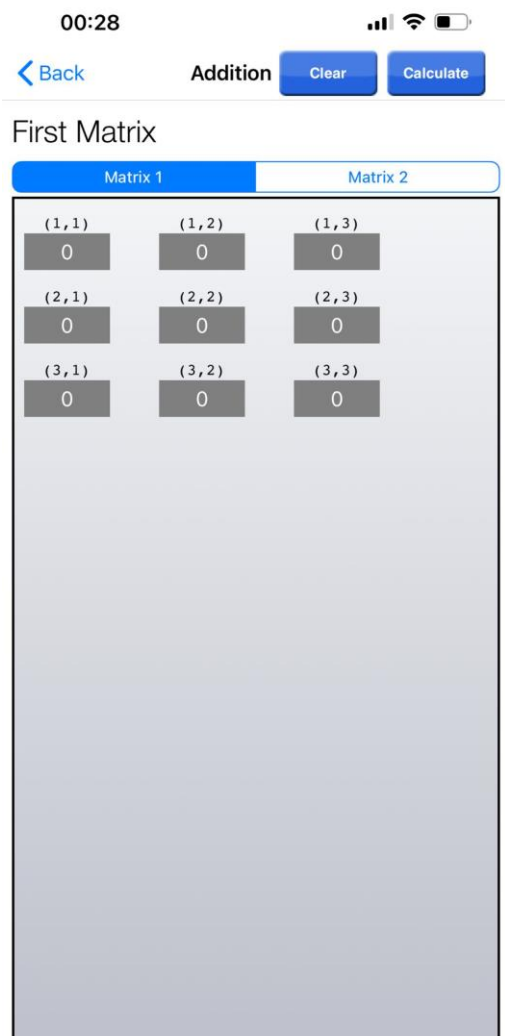 00:28
Back Addition Clear Calculate
First Matrix
Matrix 1 Matrix 2
(1,1) (1,2) (1,3)
0 0 0
(2,1) (2,2) (2,3)
0 0 0
(3,1) (3,2) (3,3)
0 0 0